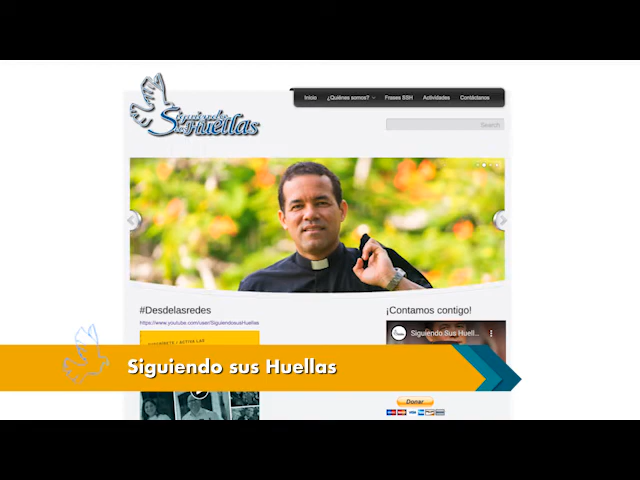 Siguiendo
sus Huellas
Inicio ¿Quiénes somos? Frases SSH Actividades Contáctanos
Search
#Desdelasredes
https://www.youtube.com/user/SiguiendosusHuellas
¡Contamos contigo!
Siguiendo Sus Huell...
Siguiendo sus Huellas
Donar